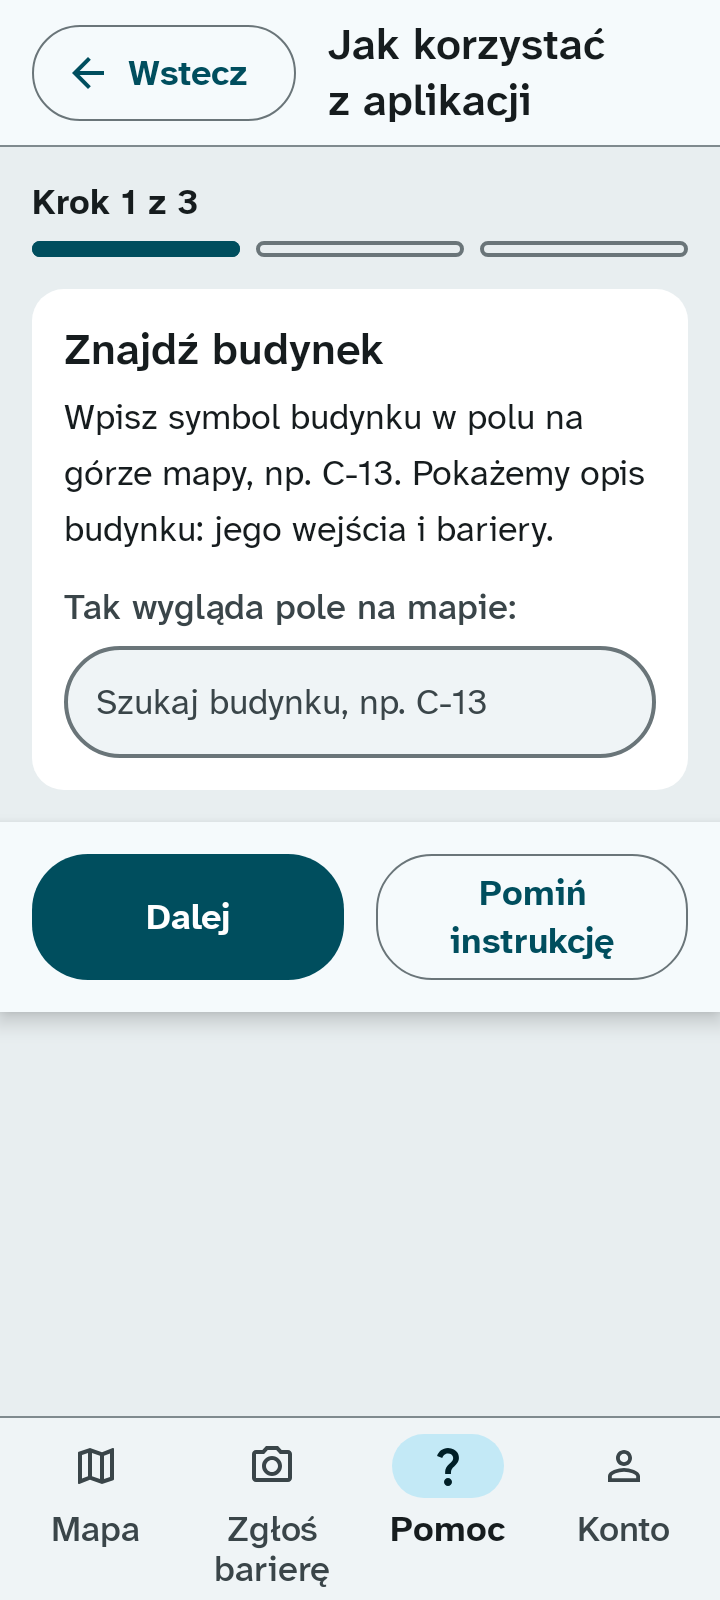 Wstecz
Jak korzystać
z aplikacji
Krok 1 z 3
Znajdź budynek
Wpisz symbol budynku w polu na
górze mapy, np. C-13. Pokażemy opis
budynku: jego wejścia i bariery.
Tak wygląda pole na mapie:
Szukaj budynku, np. C-13
Dalej
Pomiń
instrukcję
Mapa
Zgłoś
barierę
?
Pomoc
Konto